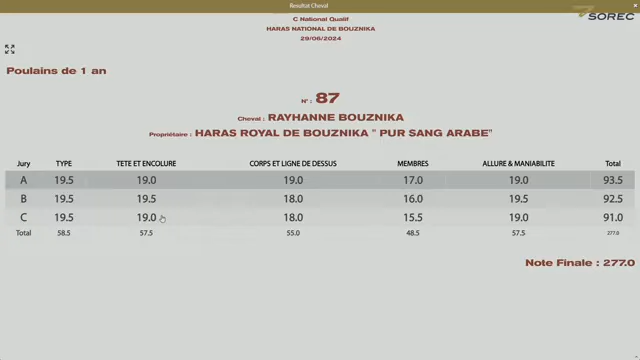 Resultat Cheval
SOREC
C National Qualif
HARAS NATIONAL DE BOUZNIKA
29/06/2024
Poulains de 1 an
N° : 87
Cheval : RAYHANNE BOUZNIKA
Propriétaire : HARAS ROYAL DE BOUZNIKA " PUR SANG ARABE"
Jury TYPE TETE ET ENCOLURE CORPS ET LIGNE DE DESSUS MEMBRES ALLURE & MANIABILITE Total
A 19.5 19.0 19.0 17.0 19.0 93.5
B 19.5 19.5 18.0 16.0 19.5 92.5
C 19.5 19.0 18.0 15.5 19.0 91.0
Total 58.5 57.5 55.0 48.5 57.5 277.0
Note Finale : 277.0